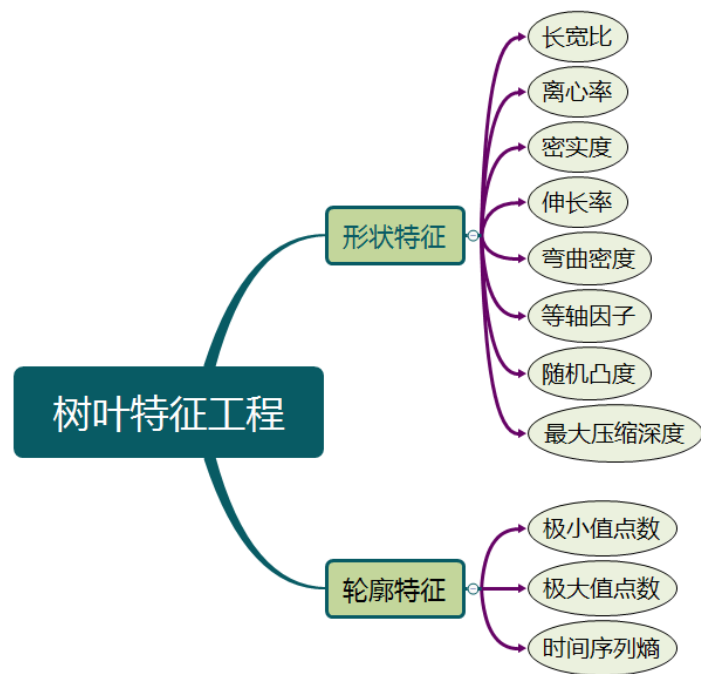 树叶特征工程
形状特征
长宽比
离心率
密实度
伸长率
弯曲密度
等轴因子
随机凸度
最大压缩深度
轮廓特征
极小值点数
极大值点数
时间序列熵